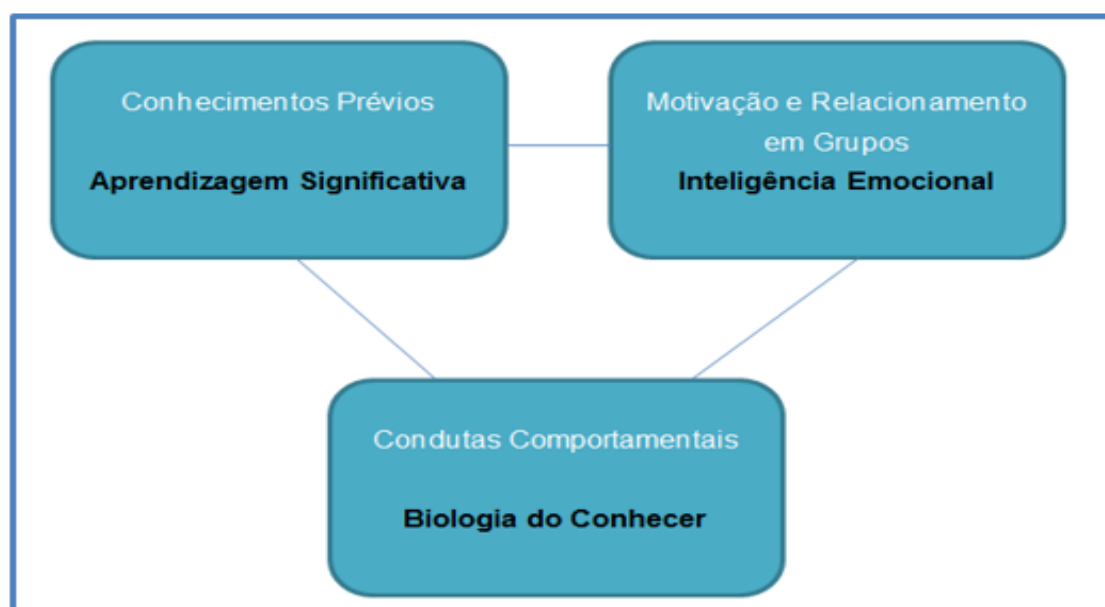 Conhecimentos Prévios
Aprendizagem Significativa
Motivação e Relacionamento
em Grupos
Inteligência Emocional
Condutas Comportamentais
Biologia do Conhecer